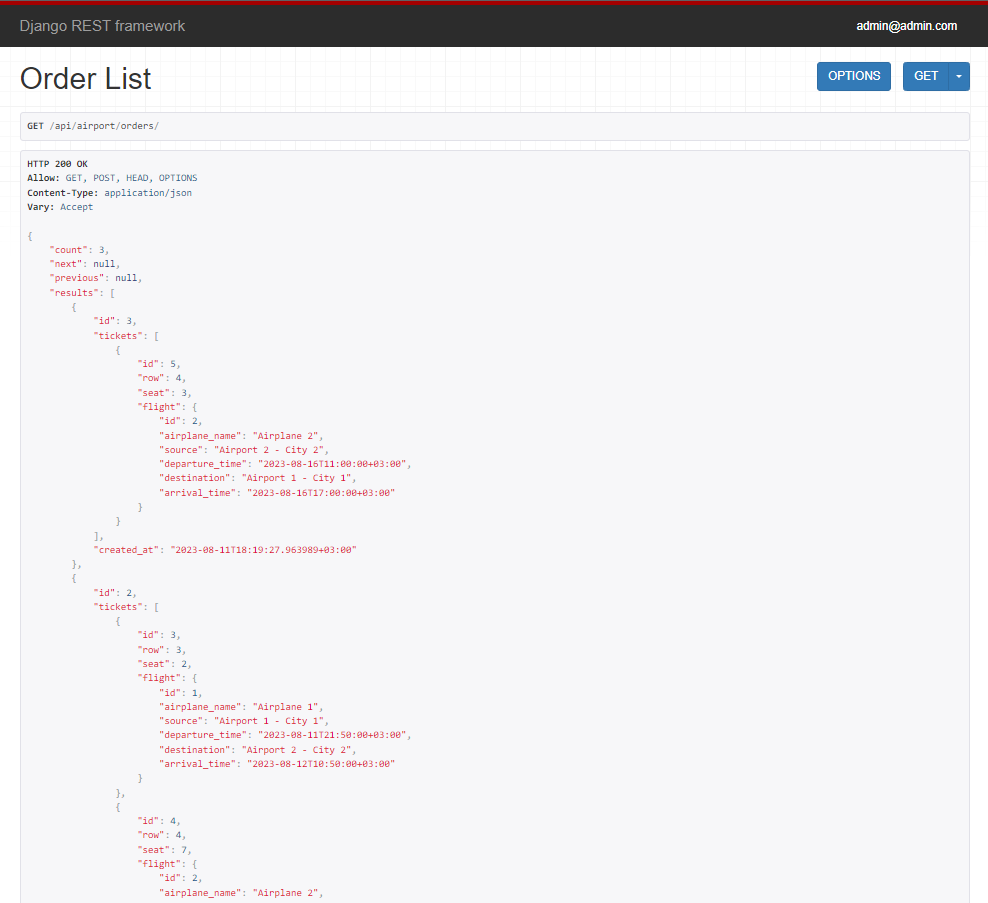 Django REST framework admin@admin.com
Order List OPTIONS GET
GET /api/airport/orders/
HTTP 200 OK
Allow: GET, POST, HEAD, OPTIONS
Content-Type: application/json
Vary: Accept
{
    "count": 3,
    "next": null,
    "previous": null,
    "results": [
        {
            "id": 3,
            "tickets": [
                {
                    "id": 5,
                    "row": 4,
                    "seat": 3,
                    "flight": {
                        "id": 2,
                        "airplane_name": "Airplane 2",
                        "source": "Airport 2 - City 2",
                        "departure_time": "2023-08-16T11:00:00+03:00",
                        "destination": "Airport 1 - City 1",
                        "arrival_time": "2023-08-16T17:00:00+03:00"
                    }
                }
            ],
            "created_at": "2023-08-11T18:19:27.963989+03:00"
        },
        {
            "id": 2,
            "tickets": [
                {
                    "id": 3,
                    "row": 3,
                    "seat": 2,
                    "flight": {
                        "id": 1,
                        "airplane_name": "Airplane 1",
                        "source": "Airport 1 - City 1",
                        "departure_time": "2023-08-11T21:50:00+03:00",
                        "destination": "Airport 2 - City 2",
                        "arrival_time": "2023-08-12T10:50:00+03:00"
                    }
                },
                {
                    "id": 4,
                    "row": 4,
                    "seat": 7,
                    "flight": {
                        "id": 2,
                        "airplane_name": "Airplane 2",